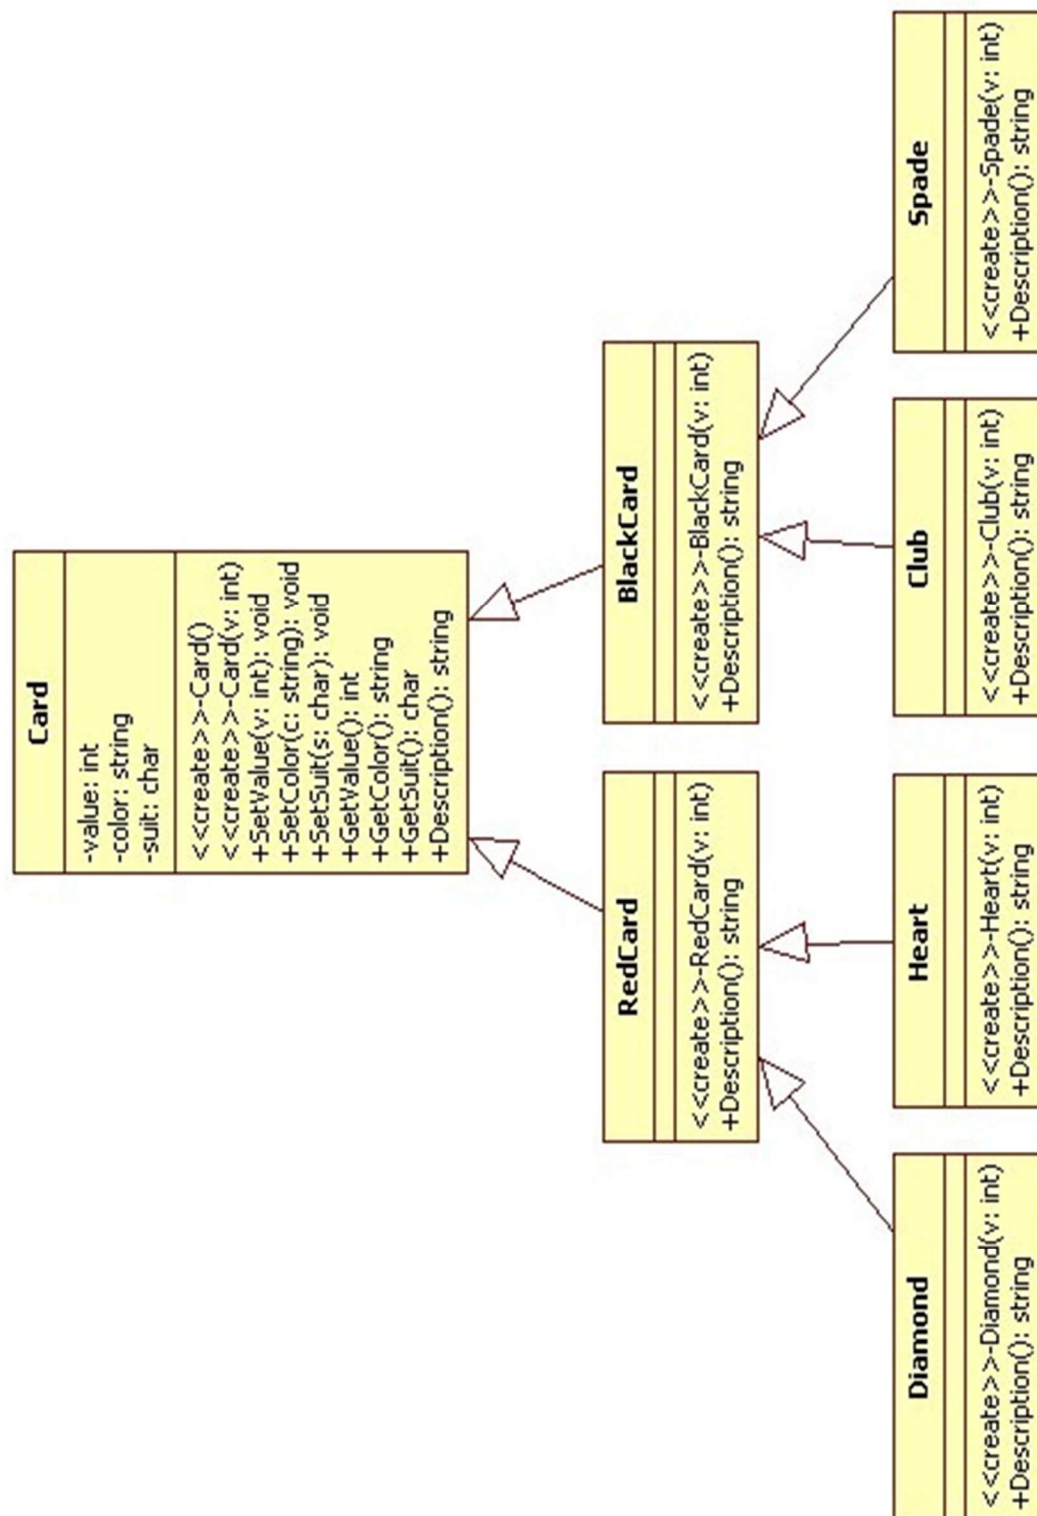 Card
-value: int
-color: string
-suit: char
<<create>>-Card()
<<create>>-Card(v: int)
+SetValue(v: int): void
+SetColor(c: string): void
+SetSuit(s: char): void
+GetValue(): int
+GetColor(): string
+GetSuit(): char
+Description(): string
RedCard
<<create>>-RedCard(v: int)
+Description(): string
BlackCard
<<create>>-BlackCard(v: int)
+Description(): string
Diamond
<<create>>-Diamond(v: int)
+Description(): string
Heart
<<create>>-Heart(v: int)
+Description(): string
Club
<<create>>-Club(v: int)
+Description(): string
Spade
<<create>>-Spade(v: int)
+Description(): string